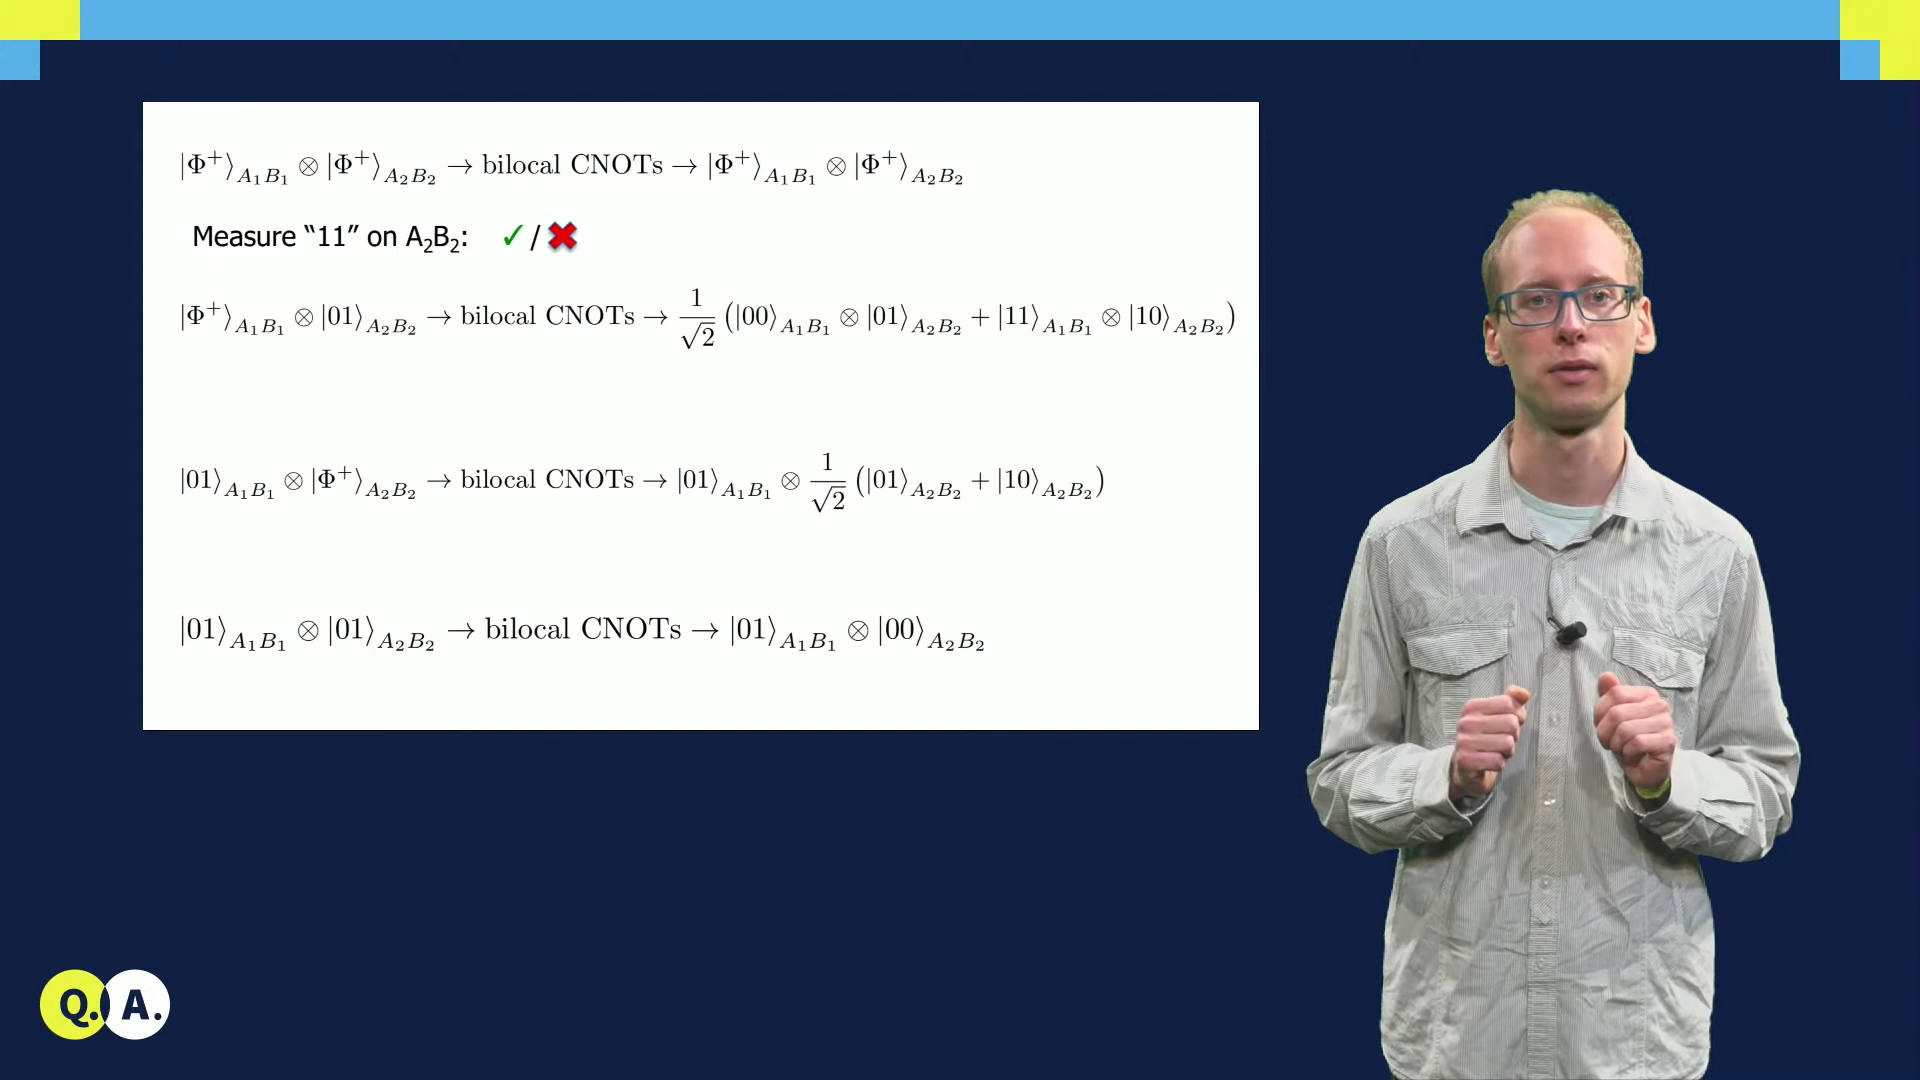 |Φ⁺⟩_{A₁B₁} ⊗ |Φ⁺⟩_{A₂B₂} → bilocal CNOTs → |Φ⁺⟩_{A₁B₁} ⊗ |Φ⁺⟩_{A₂B₂}
Measure “11” on A₂B₂: ✓/✖
|Φ⁺⟩_{A₁B₁} ⊗ |01⟩_{A₂B₂} → bilocal CNOTs → 1/√2 (|00⟩_{A₁B₁} ⊗ |01⟩_{A₂B₂} + |11⟩_{A₁B₁} ⊗ |10⟩_{A₂B₂})
|01⟩_{A₁B₁} ⊗ |Φ⁺⟩_{A₂B₂} → bilocal CNOTs → |01⟩_{A₁B₁} ⊗ 1/√2 (|01⟩_{A₂B₂} + |10⟩_{A₂B₂})
|01⟩_{A₁B₁} ⊗ |01⟩_{A₂B₂} → bilocal CNOTs → |01⟩_{A₁B₁} ⊗ |00⟩_{A₂B₂}
Q. A.